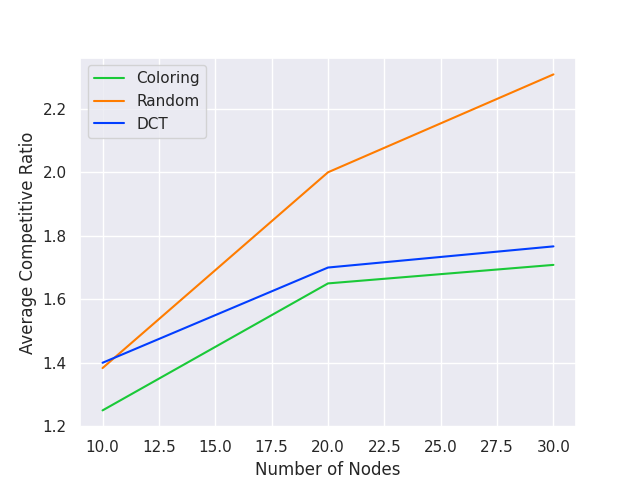 Coloring
Random
DCT
Average Competitive Ratio
2.2
2.0
1.8
1.6
1.4
1.2
10.0 12.5 15.0 17.5 20.0 22.5 25.0 27.5 30.0
Number of Nodes